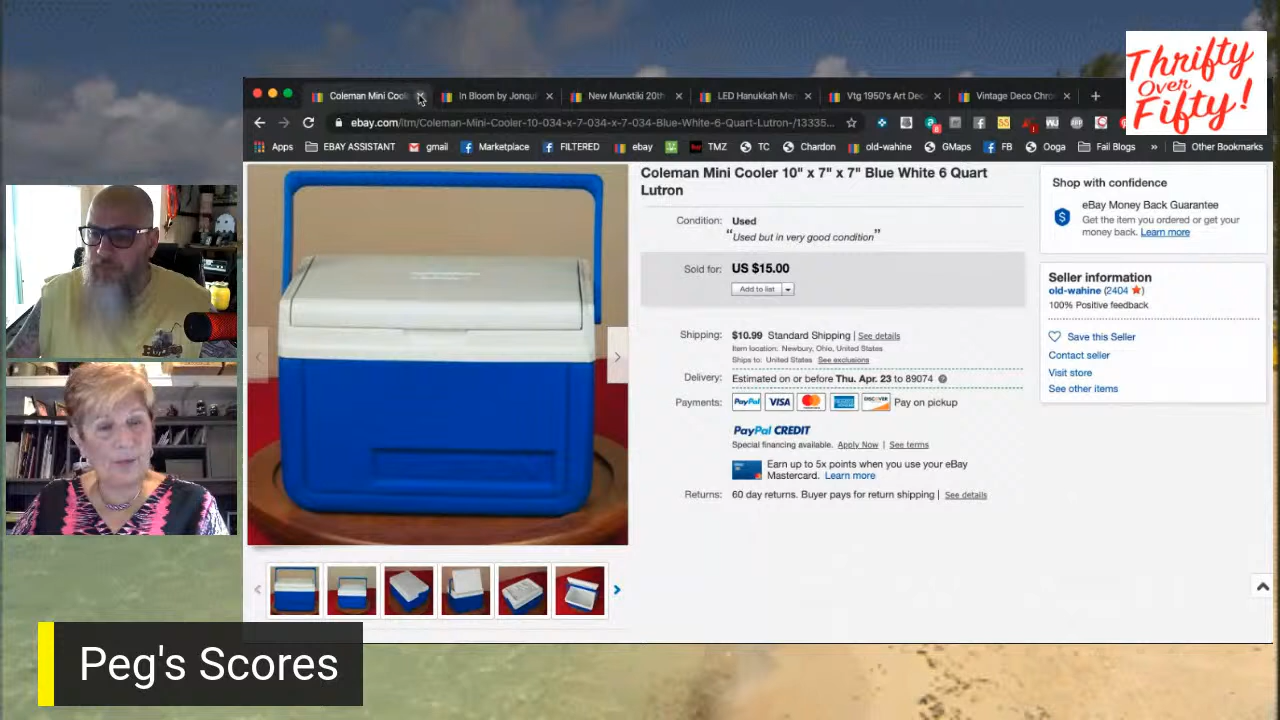 Thrifty
Over
Fifty!
Coleman Mini Cool
In Bloom by Jonqui
New Munktiki 20th
LED Hanukkah Me
Vtg 1950's Art Dec
Vintage Deco Chr
ebay.com/itm/Coleman-Mini-Cooler-10-034-x-7-034-x-7-034-Blue-White-6-Quart-Lutron-/13335...
Apps
EBAY ASSISTANT
gmail
Marketplace
FILTERED
ebay
TMZ
TC
Chardon
old-wahine
GMaps
FB
Ooga
Fail Blogs
»
Other Bookmarks
Coleman Mini Cooler 10" x 7" x 7" Blue White 6 Quart
Lutron
Condition: Used
"Used but in very good condition"
Sold for: US $15.00
Add to list
Shipping: $10.99 Standard Shipping | See details
Item location: Newbury, Ohio, United States
Ships to: United States See exclusions
Delivery: Estimated on or before Thu. Apr. 23 to 89074
Payments: PayPal VISA DISCOVER Pay on pickup
PayPal CREDIT
Special financing available. Apply Now | See terms
Earn up to 5x points when you use your eBay
Mastercard. Learn more
Returns: 60 day returns. Buyer pays for return shipping | See details
Shop with confidence
eBay Money Back Guarantee
Get the item you ordered or get your
money back. Learn more
Seller information
old-wahine (2404 ★)
100% Positive feedback
Save this Seller
Contact seller
Visit store
See other items
Peg's Scores